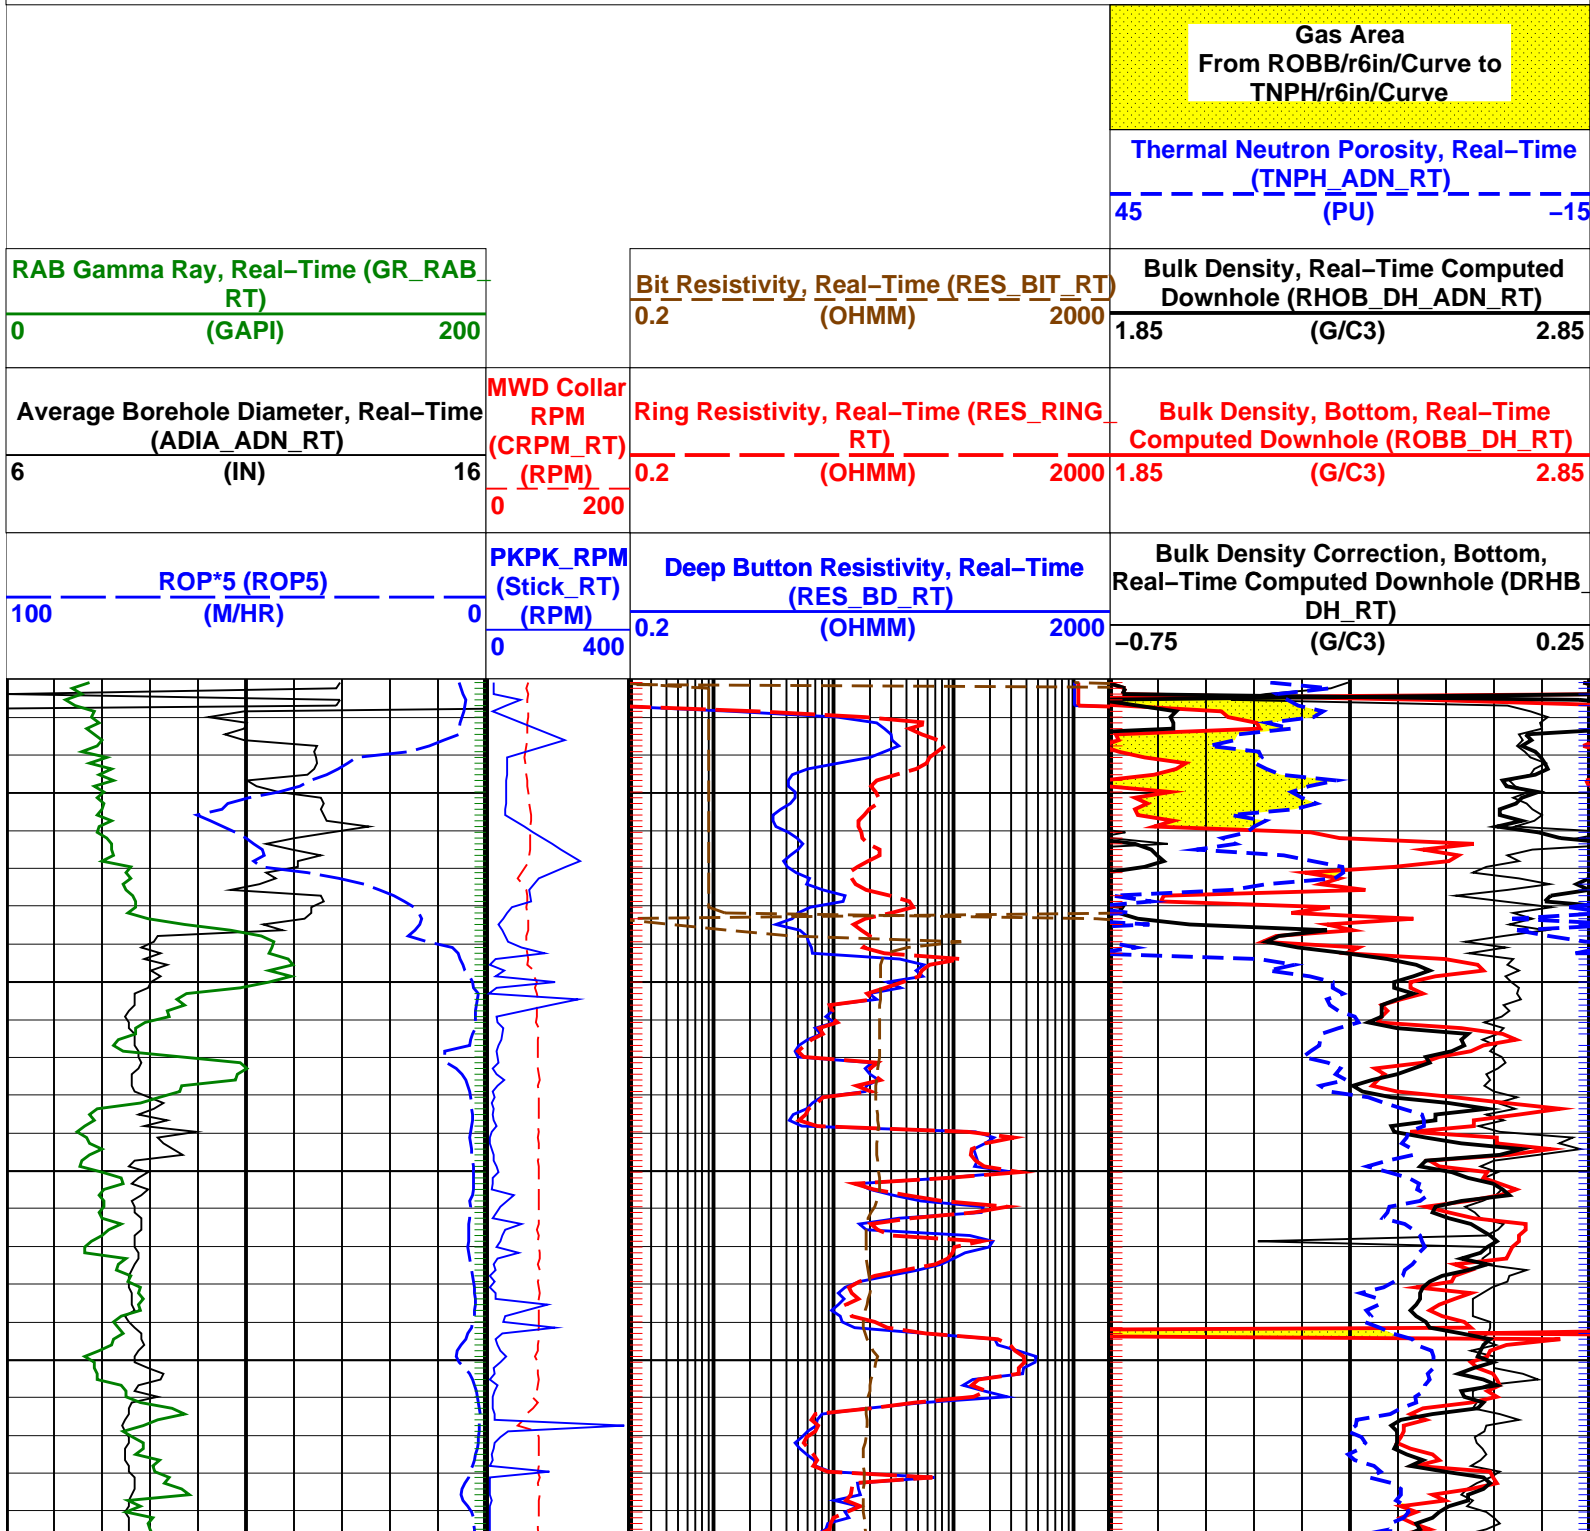 Gas Area
From ROBB/r6in/Curve to
TNPH/r6in/Curve
Thermal Neutron Porosity, Real−Time
(TNPH_ADN_RT)
45 (PU) −15
RAB Gamma Ray, Real−Time (GR_RAB_
RT)
0 (GAPI) 200
Bit Resistivity, Real−Time (RES_BIT_RT)
0.2 (OHMM) 2000
Bulk Density, Real−Time Computed
Downhole (RHOB_DH_ADN_RT)
1.85 (G/C3) 2.85
Average Borehole Diameter, Real−Time
(ADIA_ADN_RT)
6 (IN) 16
MWD Collar
RPM
(CRPM_RT)
(RPM)
0 200
Ring Resistivity, Real−Time (RES_RING_
RT)
0.2 (OHMM) 2000
Bulk Density, Bottom, Real−Time
Computed Downhole (ROBB_DH_RT)
1.85 (G/C3) 2.85
ROP*5 (ROP5)
100 (M/HR) 0
PKPK_RPM
(Stick_RT)
(RPM)
0 400
Deep Button Resistivity, Real−Time
(RES_BD_RT)
0.2 (OHMM) 2000
Bulk Density Correction, Bottom,
Real−Time Computed Downhole (DRHB_
DH_RT)
−0.75 (G/C3) 0.25